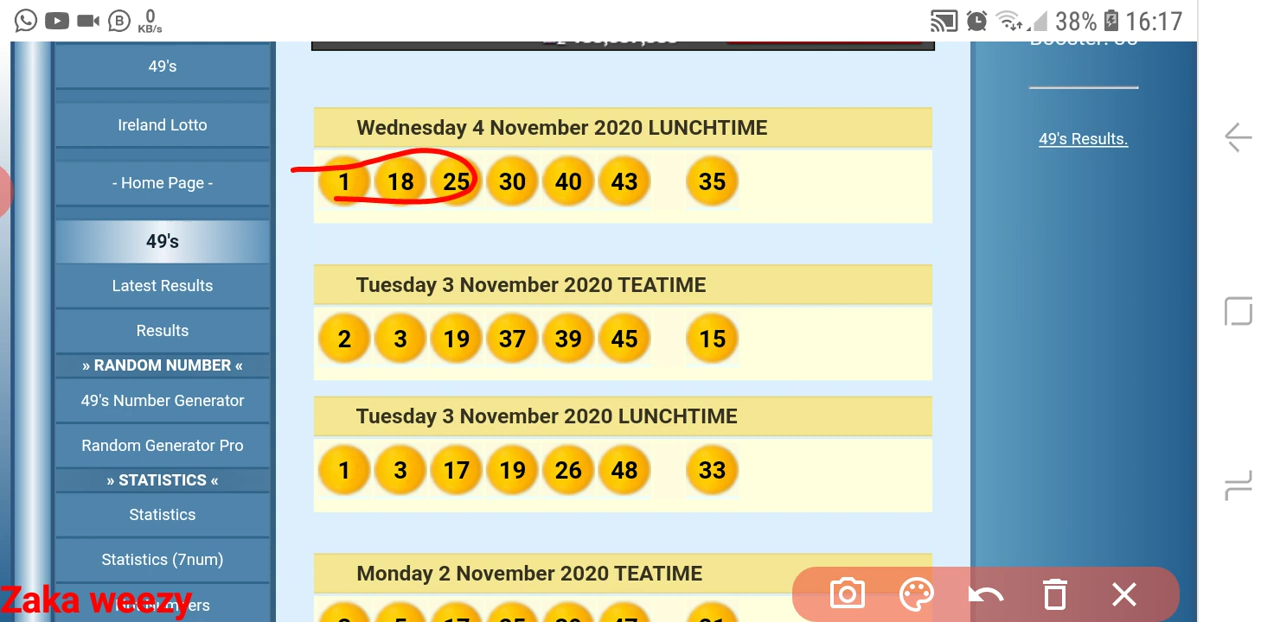 0
KB/s
38%
16:17
49's
Ireland Lotto
- Home Page -
49's
Latest Results
Results
» RANDOM NUMBER «
49's Number Generator
Random Generator Pro
» STATISTICS «
Statistics
Statistics (7num)
Zaka weezy
Wednesday 4 November 2020 LUNCHTIME
1 18 25 30 40 43 35
Tuesday 3 November 2020 TEATIME
2 3 19 37 39 45 15
Tuesday 3 November 2020 LUNCHTIME
1 3 17 19 26 48 33
Monday 2 November 2020 TEATIME
49's Results.